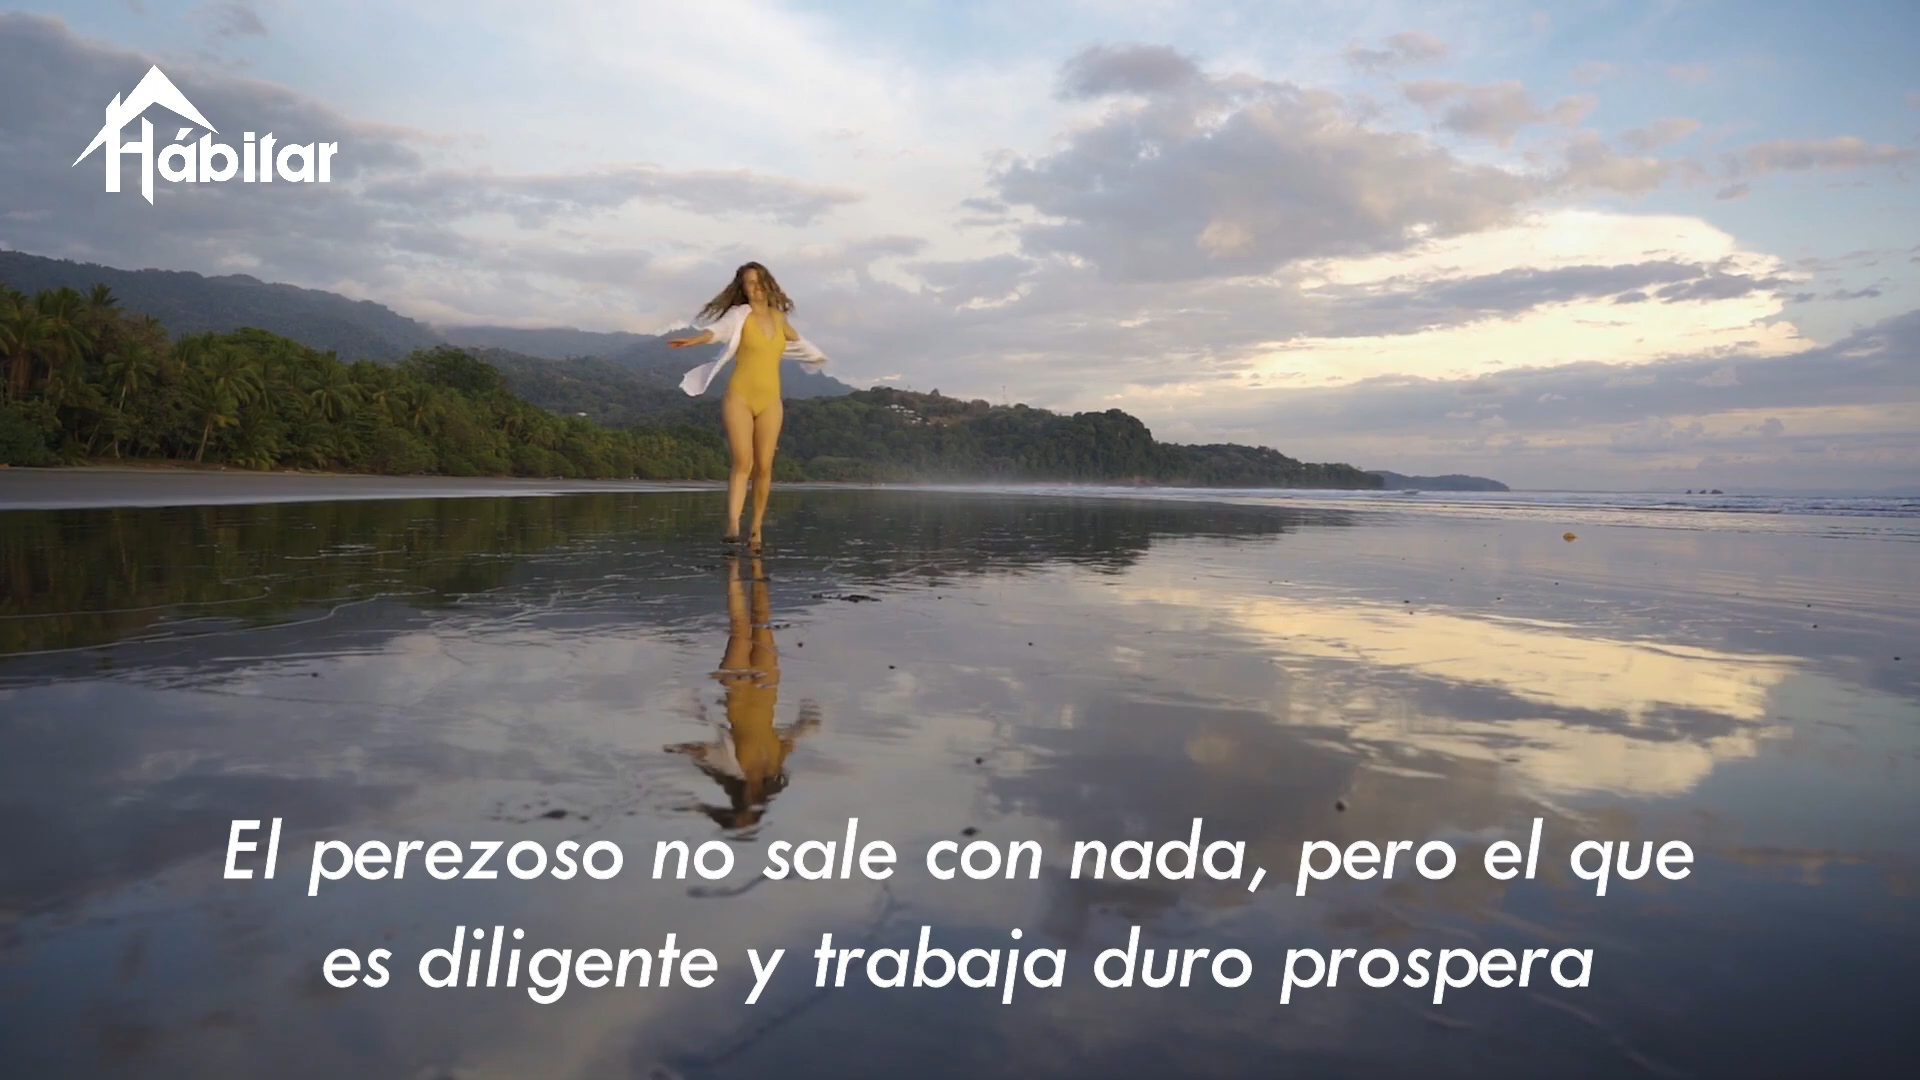 Hábitar
El perezoso no sale con nada, pero el que
es diligente y trabaja duro prospera